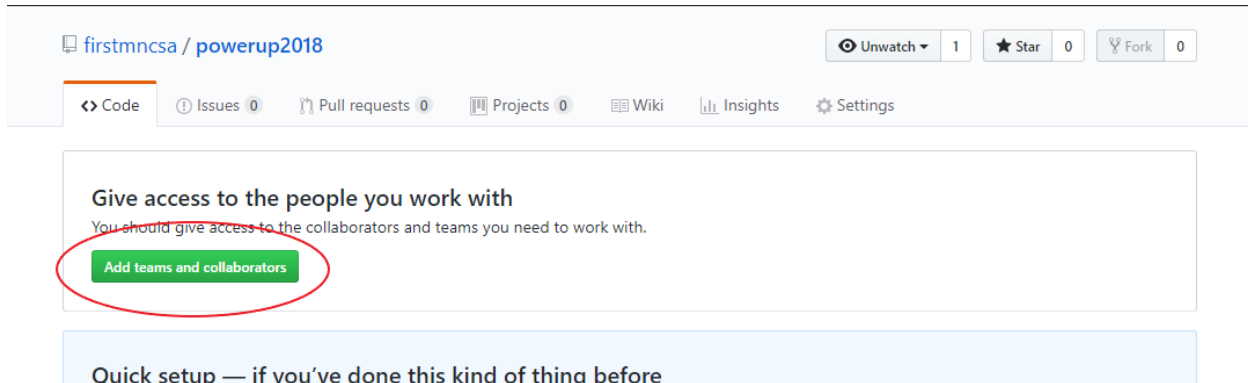 firstmncsa / powerup2018
Unwatch 1 Star 0 Fork 0
Code Issues 0 Pull requests 0 Projects 0 Wiki Insights Settings
Give access to the people you work with
You should give access to the collaborators and teams you need to work with.
Add teams and collaborators
Quick setup — if you've done this kind of thing before